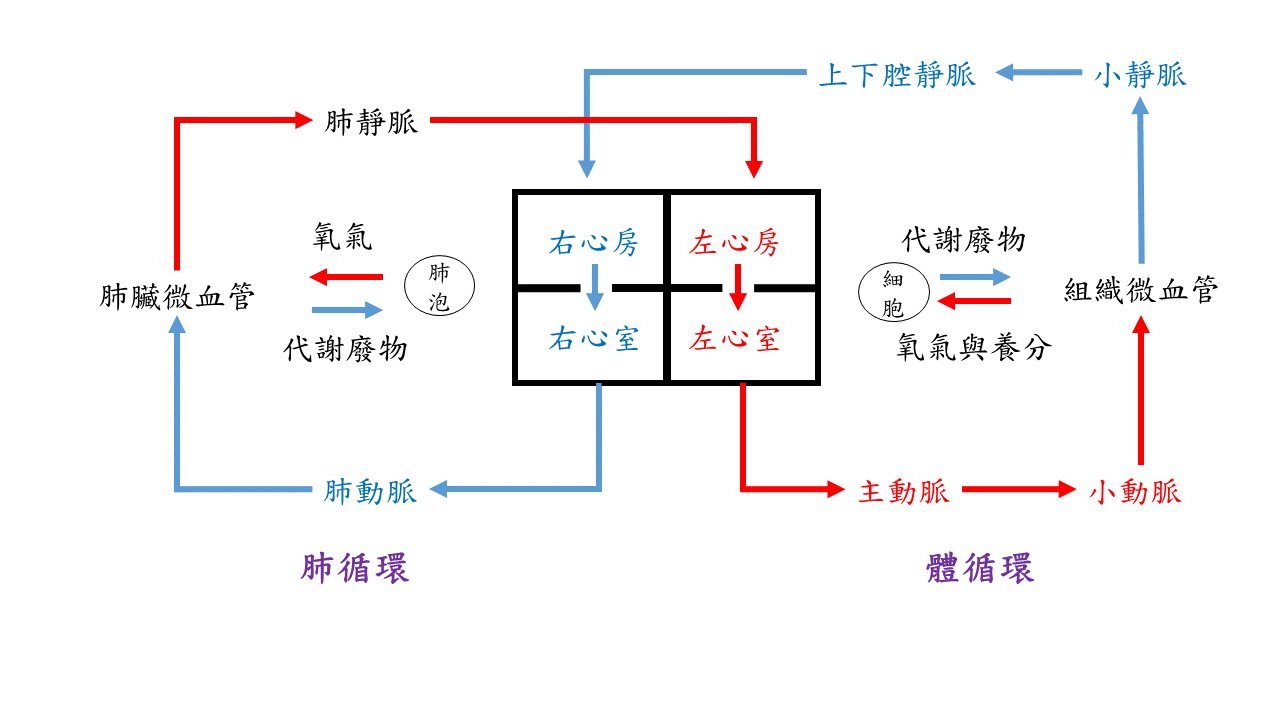 上下腔靜脈
小靜脈
肺靜脈
氧氣
肺
泡
肺臟微血管
代謝廢物
右心房
左心房
右心室
左心室
代謝廢物
細
胞
組織微血管
氧氣與養分
肺動脈
主動脈
小動脈
肺循環
體循環